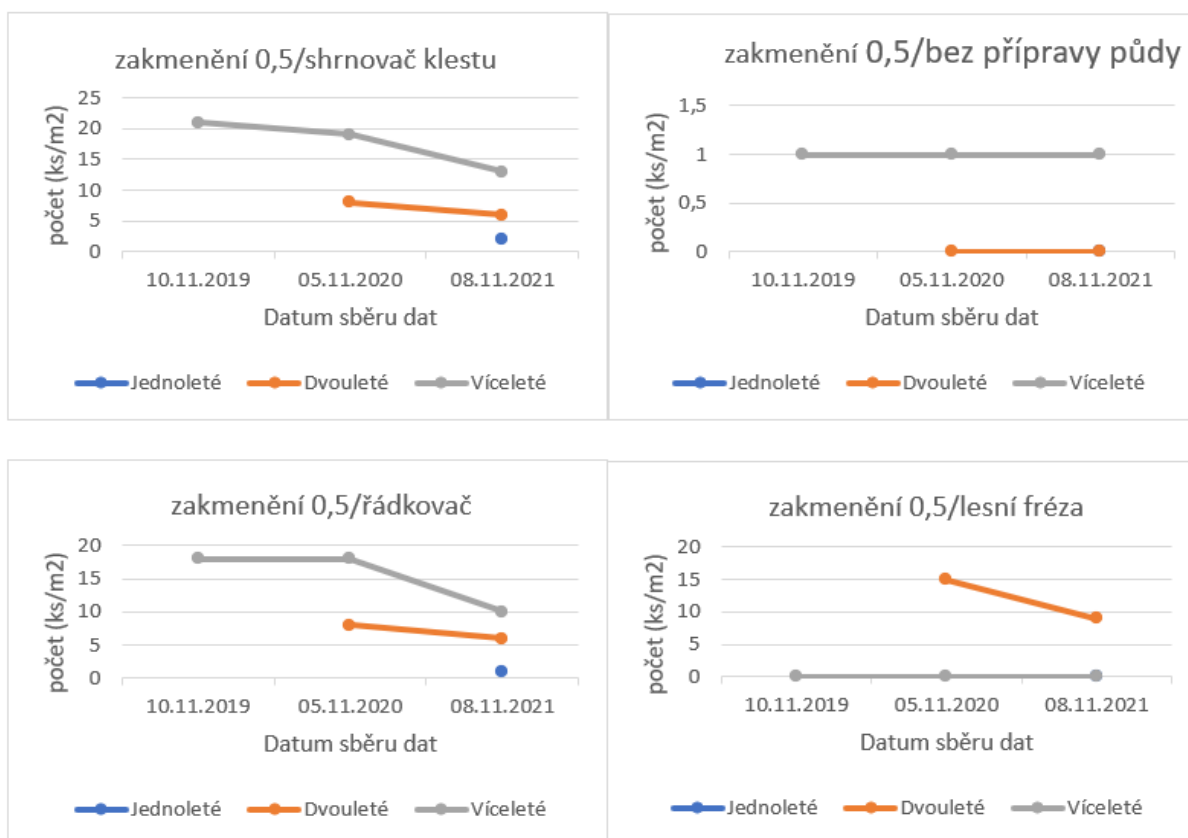 zakmenění 0,5/shrnovač klestu
25
20
15
10
5
0
počet (ks/m2)
10.11.2019 05.11.2020 08.11.2021
Datum sběru dat
Jednoleté Dvouleté Víceleté
zakmenění 0,5/bez přípravy půdy
1,5
1
0,5
0
počet (ks/m2)
10.11.2019 05.11.2020 08.11.2021
Datum sběru dat
Jednoleté Dvouleté Víceleté
zakmenění 0,5/řádkovač
20
15
10
5
0
počet (ks/m2)
10.11.2019 05.11.2020 08.11.2021
Datum sběru dat
Jednoleté Dvouleté Víceleté
zakmenění 0,5/lesní fréza
20
15
10
5
0
počet (ks/m2)
10.11.2019 05.11.2020 08.11.2021
Datum sběru dat
Jednoleté Dvouleté Víceleté